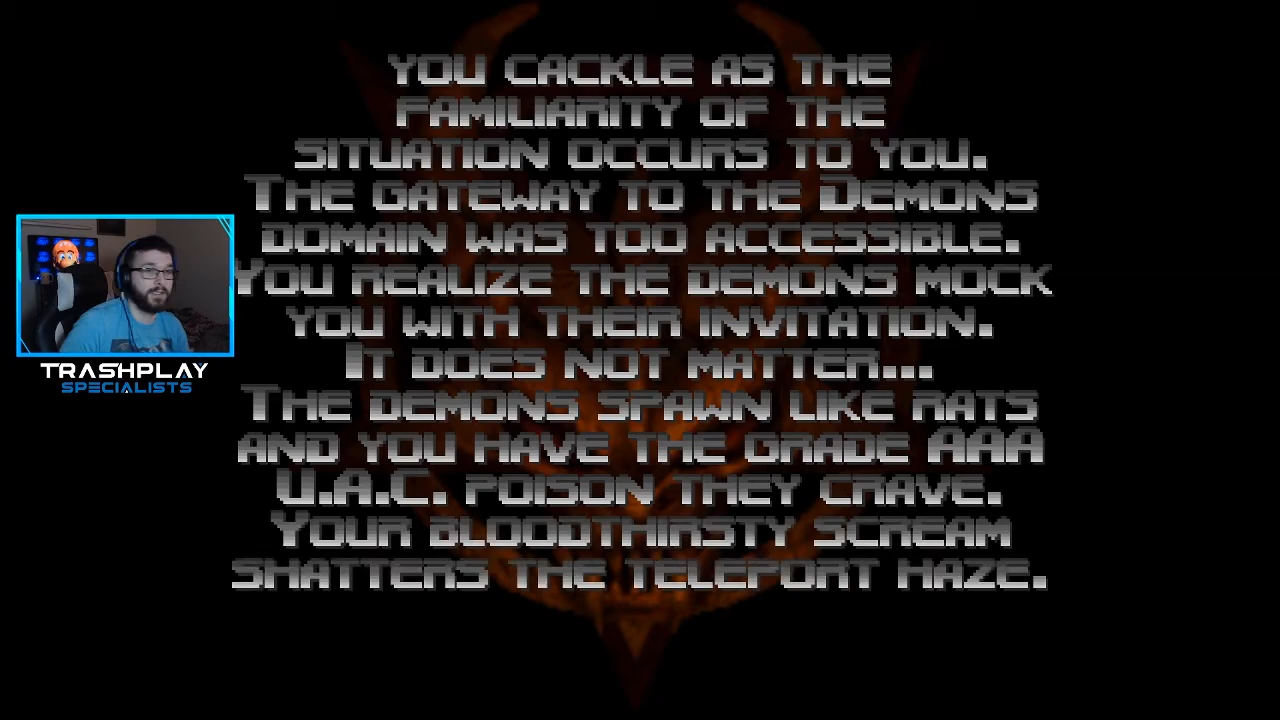 You cackle as the
familiarity of the
situation occurs to you.
The gateway to the Demons
domain was too accessible.
You realize the demons mock
you with their invitation.
It does not matter...
The demons spawn like rats
and you have the grade AAA
U.A.C. poison they crave.
Your bloodthirsty scream
shatters the teleport haze.
TRASHPLAY
SPECIALISTS